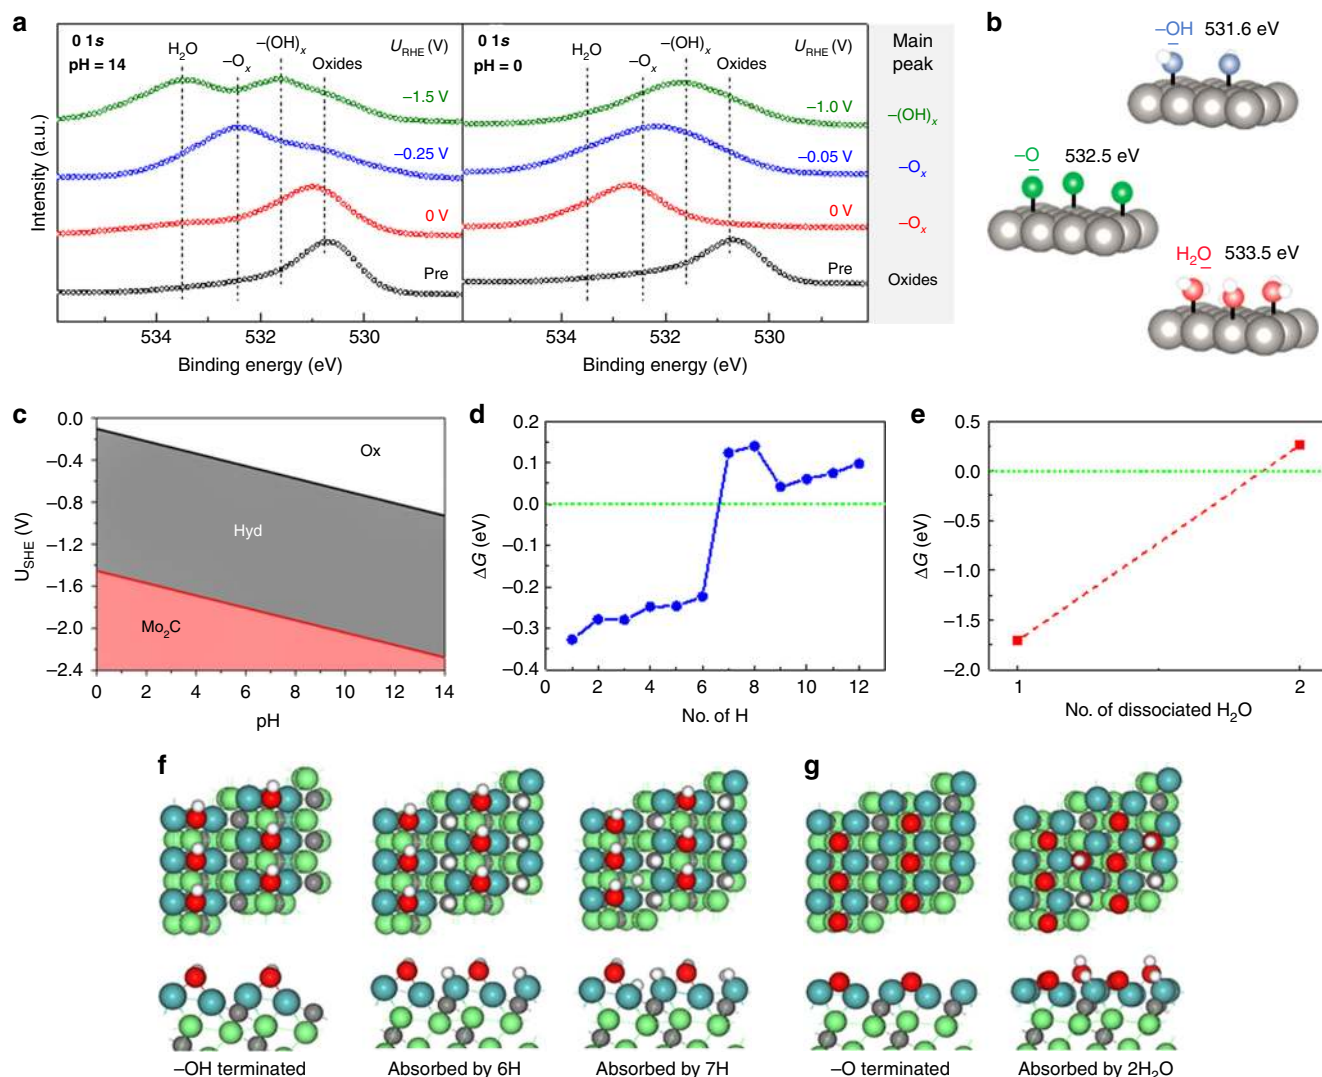 a
O 1s
pH = 14
H₂O
–Oₓ
–(OH)ₓ
Oxides
U_RHE (V)
–1.5 V
–0.25 V
0 V
Pre
O 1s
pH = 0
H₂O
–Oₓ
–(OH)ₓ
Oxides
U_RHE (V)
–1.0 V
–0.05 V
0 V
Pre
Main
peak
–(OH)ₓ
–Oₓ
–Oₓ
Oxides
Intensity (a.u.)
534 532 530
534 532 530
Binding energy (eV)
Binding energy (eV)
b
–OH 531.6 eV
–O 532.5 eV
H₂O 533.5 eV
c
U_SHE (V)
0.0
–0.4
–0.8
–1.2
–1.6
–2.0
–2.4
Ox
Hyd
Mo₂C
0 2 4 6 8 10 12 14
pH
d
ΔG (eV)
0.2
0.1
0.0
–0.1
–0.2
–0.3
–0.4
0 2 4 6 8 10 12
No. of H
e
ΔG (eV)
0.5
0.0
–0.5
–1.0
–1.5
–2.0
1 2
No. of dissociated H₂O
f
–OH terminated
Absorbed by 6H
Absorbed by 7H
g
–O terminated
Absorbed by 2H₂O